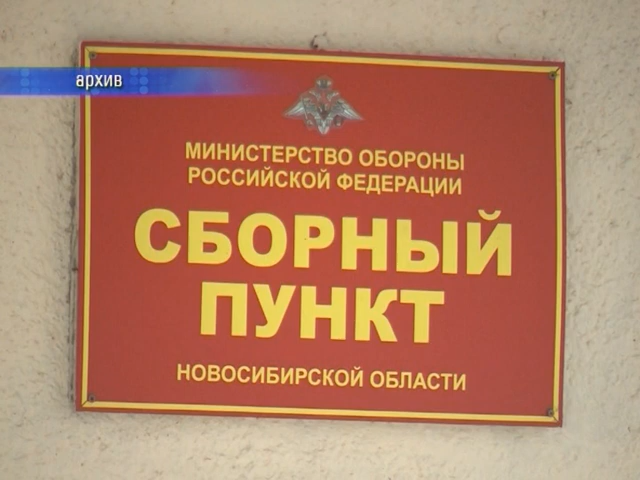 архив
МИНИСТЕРСТВО ОБОРОНЫ
РОССИЙСКОЙ ФЕДЕРАЦИИ
СБОРНЫЙ
ПУНКТ
НОВОСИБИРСКОЙ ОБЛАСТИ